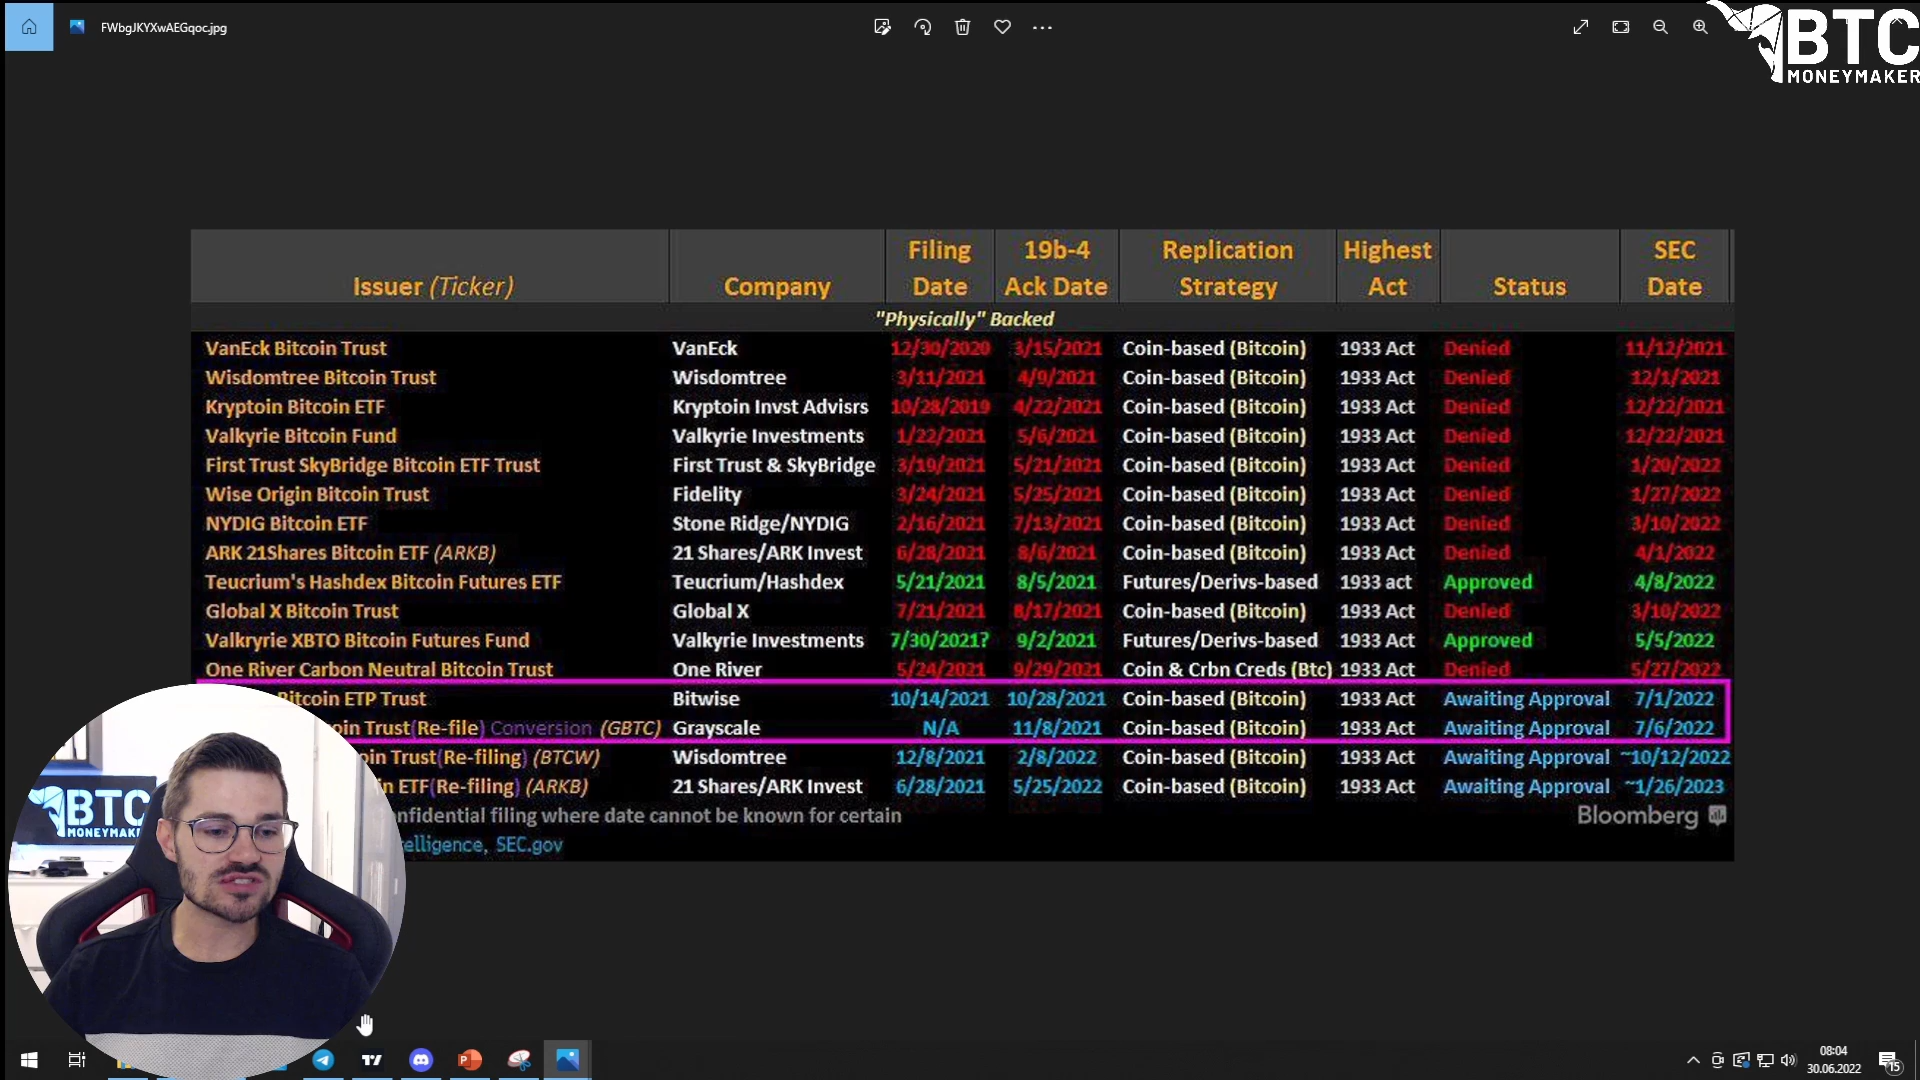 FWbgJKYXwAEGqoc.jpg
BTC
MONEYMAKER
Issuer (Ticker) Company Filing Date 19b-4 Ack Date Replication Strategy Highest Act Status SEC Date
"Physically" Backed
VanEck Bitcoin Trust VanEck 12/30/2020 3/15/2021 Coin-based (Bitcoin) 1933 Act Denied 11/12/2021
Wisdomtree Bitcoin Trust Wisdomtree 3/11/2021 4/9/2021 Coin-based (Bitcoin) 1933 Act Denied 12/1/2021
Kryptoin Bitcoin ETF Kryptoin Invst Advisrs 10/28/2019 4/22/2021 Coin-based (Bitcoin) 1933 Act Denied 12/22/2021
Valkyrie Bitcoin Fund Valkyrie Investments 1/22/2021 5/6/2021 Coin-based (Bitcoin) 1933 Act Denied 12/22/2021
First Trust SkyBridge Bitcoin ETF Trust First Trust & SkyBridge 3/19/2021 5/21/2021 Coin-based (Bitcoin) 1933 Act Denied 1/20/2022
Wise Origin Bitcoin Trust Fidelity 3/24/2021 5/25/2021 Coin-based (Bitcoin) 1933 Act Denied 1/27/2022
NYDIG Bitcoin ETF Stone Ridge/NYDIG 2/16/2021 7/13/2021 Coin-based (Bitcoin) 1933 Act Denied 3/10/2022
ARK 21Shares Bitcoin ETF (ARKB) 21 Shares/ARK Invest 6/28/2021 8/6/2021 Coin-based (Bitcoin) 1933 Act Denied 4/1/2022
Teucrium's Hashdex Bitcoin Futures ETF Teucrium/Hashdex 5/21/2021 8/5/2021 Futures/Derivs-based 1933 act Approved 4/8/2022
Global X Bitcoin Trust Global X 7/21/2021 8/17/2021 Coin-based (Bitcoin) 1933 Act Denied 3/10/2022
Valkryrie XBTO Bitcoin Futures Fund Valkyrie Investments 7/30/2021? 9/2/2021 Futures/Derivs-based 1933 Act Approved 5/5/2022
One River Carbon Neutral Bitcoin Trust One River 5/24/2021 9/29/2021 Coin & Crbn Creds (Btc) 1933 Act Denied 5/27/2022
Bitcoin ETP Trust Bitwise 10/14/2021 10/28/2021 Coin-based (Bitcoin) 1933 Act Awaiting Approval 7/1/2022
oin Trust(Re-file) Conversion (GBTC) Grayscale N/A 11/8/2021 Coin-based (Bitcoin) 1933 Act Awaiting Approval 7/6/2022
oin Trust(Re-filing) (BTCW) Wisdomtree 12/8/2021 2/8/2022 Coin-based (Bitcoin) 1933 Act Awaiting Approval ~10/12/2022
n ETF(Re-filing) (ARKB) 21 Shares/ARK Invest 6/28/2021 5/25/2022 Coin-based (Bitcoin) 1933 Act Awaiting Approval ~1/26/2023
nfidential filing where date cannot be known for certain Bloomberg
elligence, SEC.gov
BTC
MONEYMAKE
08:04
30.06.2022
15